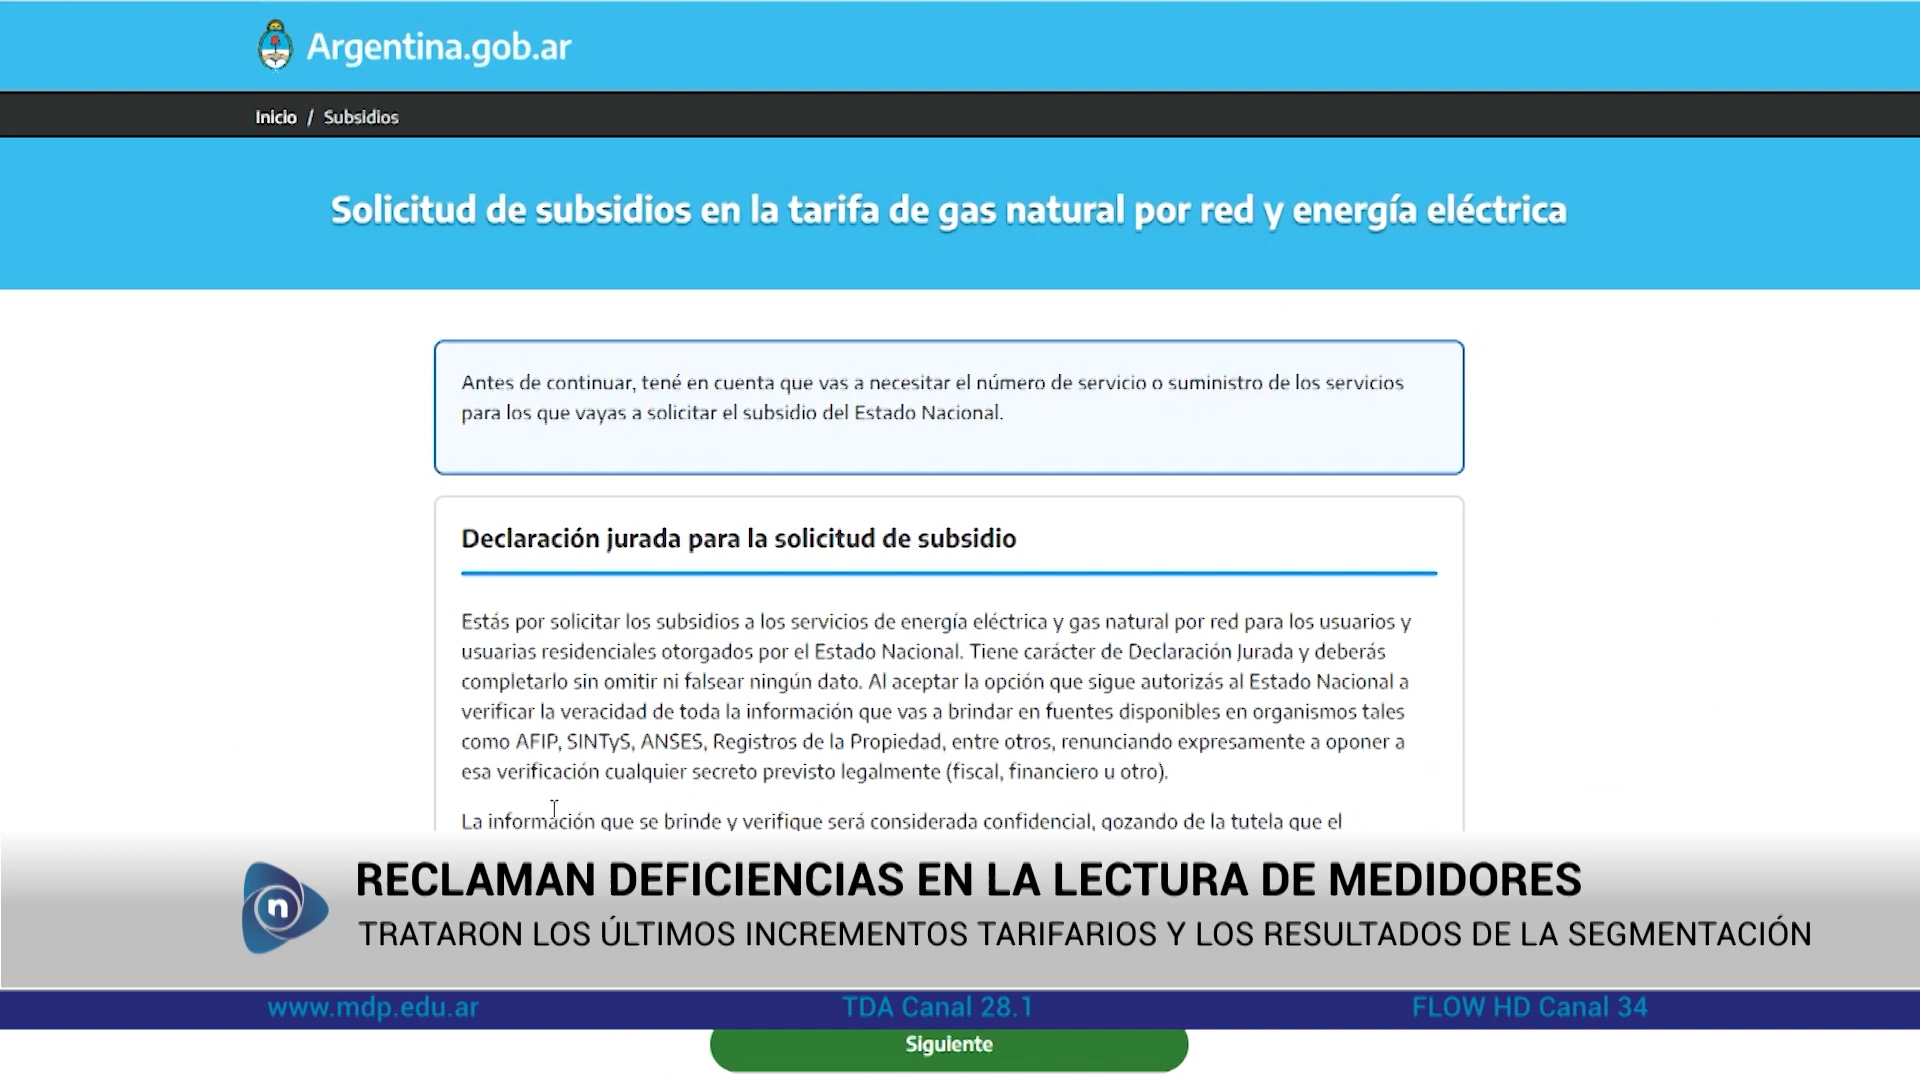 Argentina.gob.ar
Inicio / Subsidios
Solicitud de subsidios en la tarifa de gas natural por red y energía eléctrica
Antes de continuar, tené en cuenta que vas a necesitar el número de servicio o suministro de los servicios
para los que vayas a solicitar el subsidio del Estado Nacional.
Declaración jurada para la solicitud de subsidio
Estás por solicitar los subsidios a los servicios de energía eléctrica y gas natural por red para los usuarios y
usuarias residenciales otorgados por el Estado Nacional. Tiene carácter de Declaración Jurada y deberás
completarlo sin omitir ni falsear ningún dato. Al aceptar la opción que sigue autorizás al Estado Nacional a
verificar la veracidad de toda la información que vas a brindar en fuentes disponibles en organismos tales
como AFIP, SINTyS, ANSES, Registros de la Propiedad, entre otros, renunciando expresamente a oponer a
esa verificación cualquier secreto previsto legalmente (fiscal, financiero u otro).
La información que se brinde y verifique será considerada confidencial, gozando de la tutela que el
n
RECLAMAN DEFICIENCIAS EN LA LECTURA DE MEDIDORES
TRATARON LOS ÚLTIMOS INCREMENTOS TARIFARIOS Y LOS RESULTADOS DE LA SEGMENTACIÓN
www.mdp.edu.ar TDA Canal 28.1 FLOW HD Canal 34
Siguiente